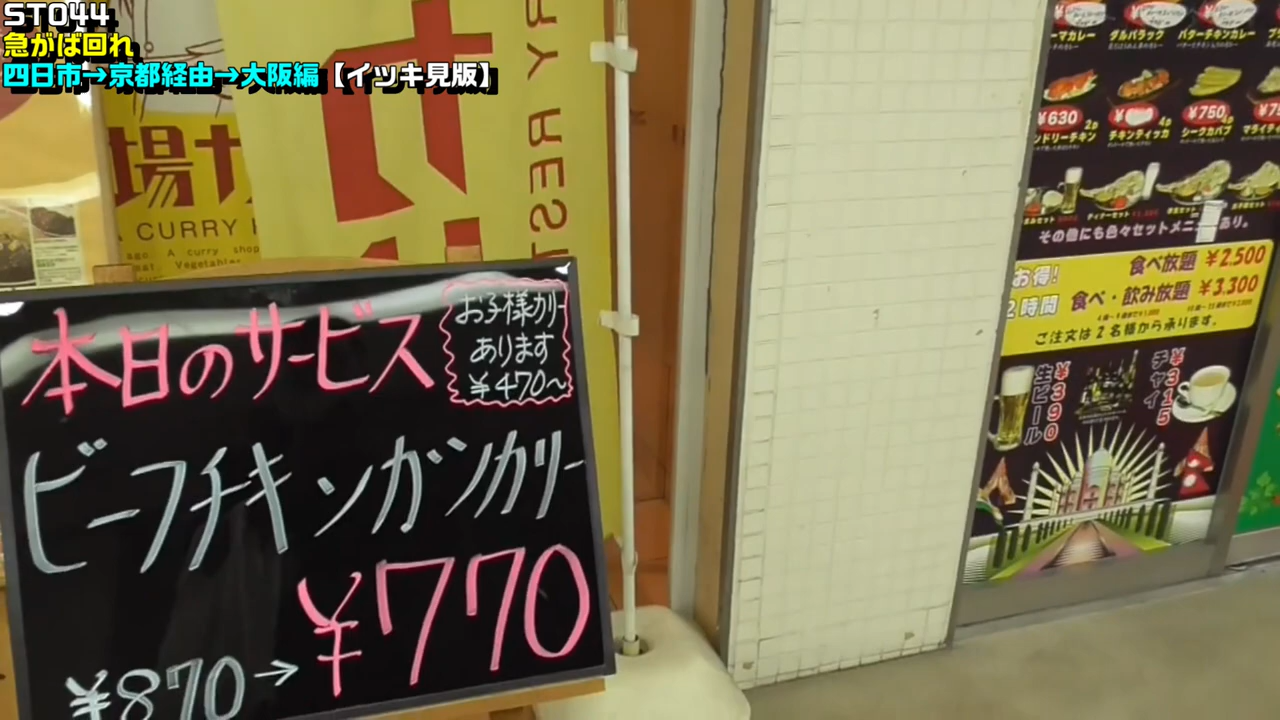 ST044
急がば回れ
四日市→京都経由→大阪編【イツキ見版】
場カ
A CURRY H
ago. A curry shop
本日のサービス
お子様カリー
あります
¥470〜
ビーフチキンガンカリー
¥870→¥770
ダルパラック
バターチキンカレー
¥630
¥750
ンドリーチキン
チキンティッカ
シークカバブ
その他にも色々セットメニューあり。
お得!
2時間
食べ放題 ¥2.500
食べ・飲み放題 ¥3.300
ご注文は2名様から承ります。
生ビール ¥390
チャイ ¥315